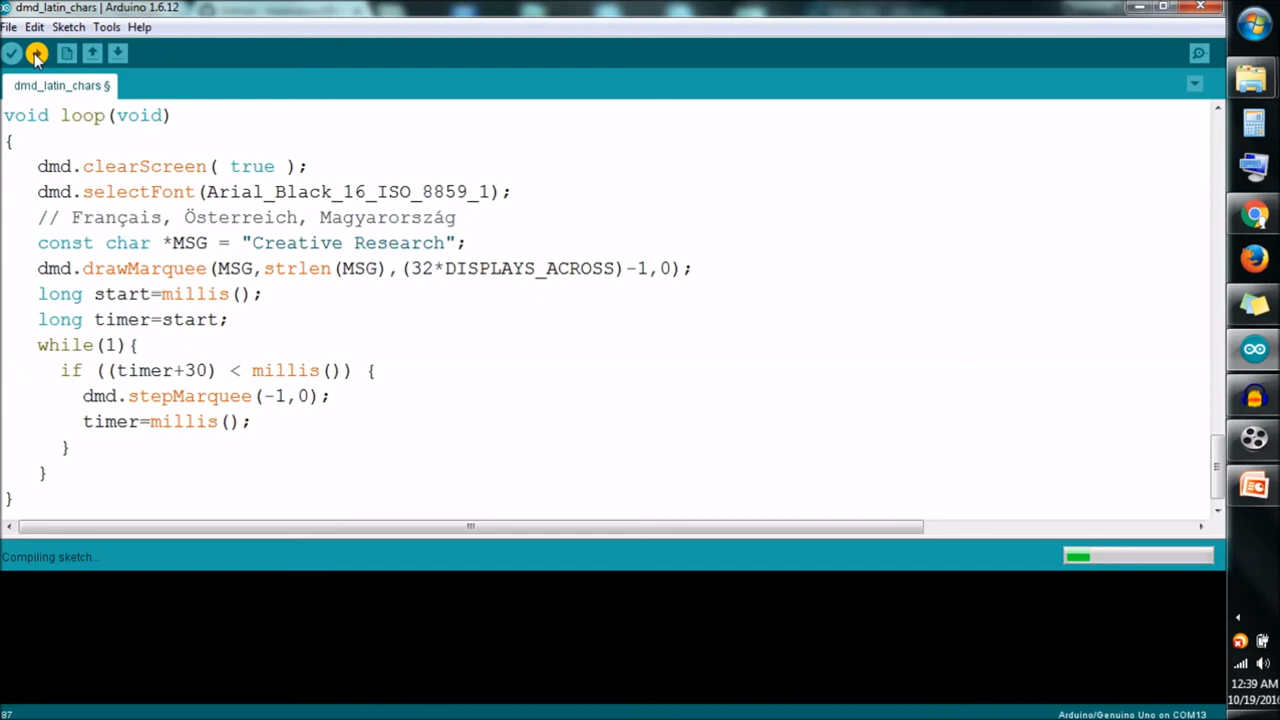 dmd_latin_chars | Arduino 1.6.12
File Edit Sketch Tools Help
dmd_latin_chars §
void loop(void)
{
dmd.clearScreen( true );
dmd.selectFont(Arial_Black_16_ISO_8859_1);
// Français, Österreich, Magyarország
const char *MSG = "Creative Research";
dmd.drawMarquee(MSG,strlen(MSG),(32*DISPLAYS_ACROSS)-1,0);
long start=millis();
long timer=start;
while(1){
if ((timer+30) < millis()) {
dmd.stepMarquee(-1,0);
timer=millis();
}
}
}
Compiling sketch...
12:39 AM
87
Arduino/Genuino Uno on COM13